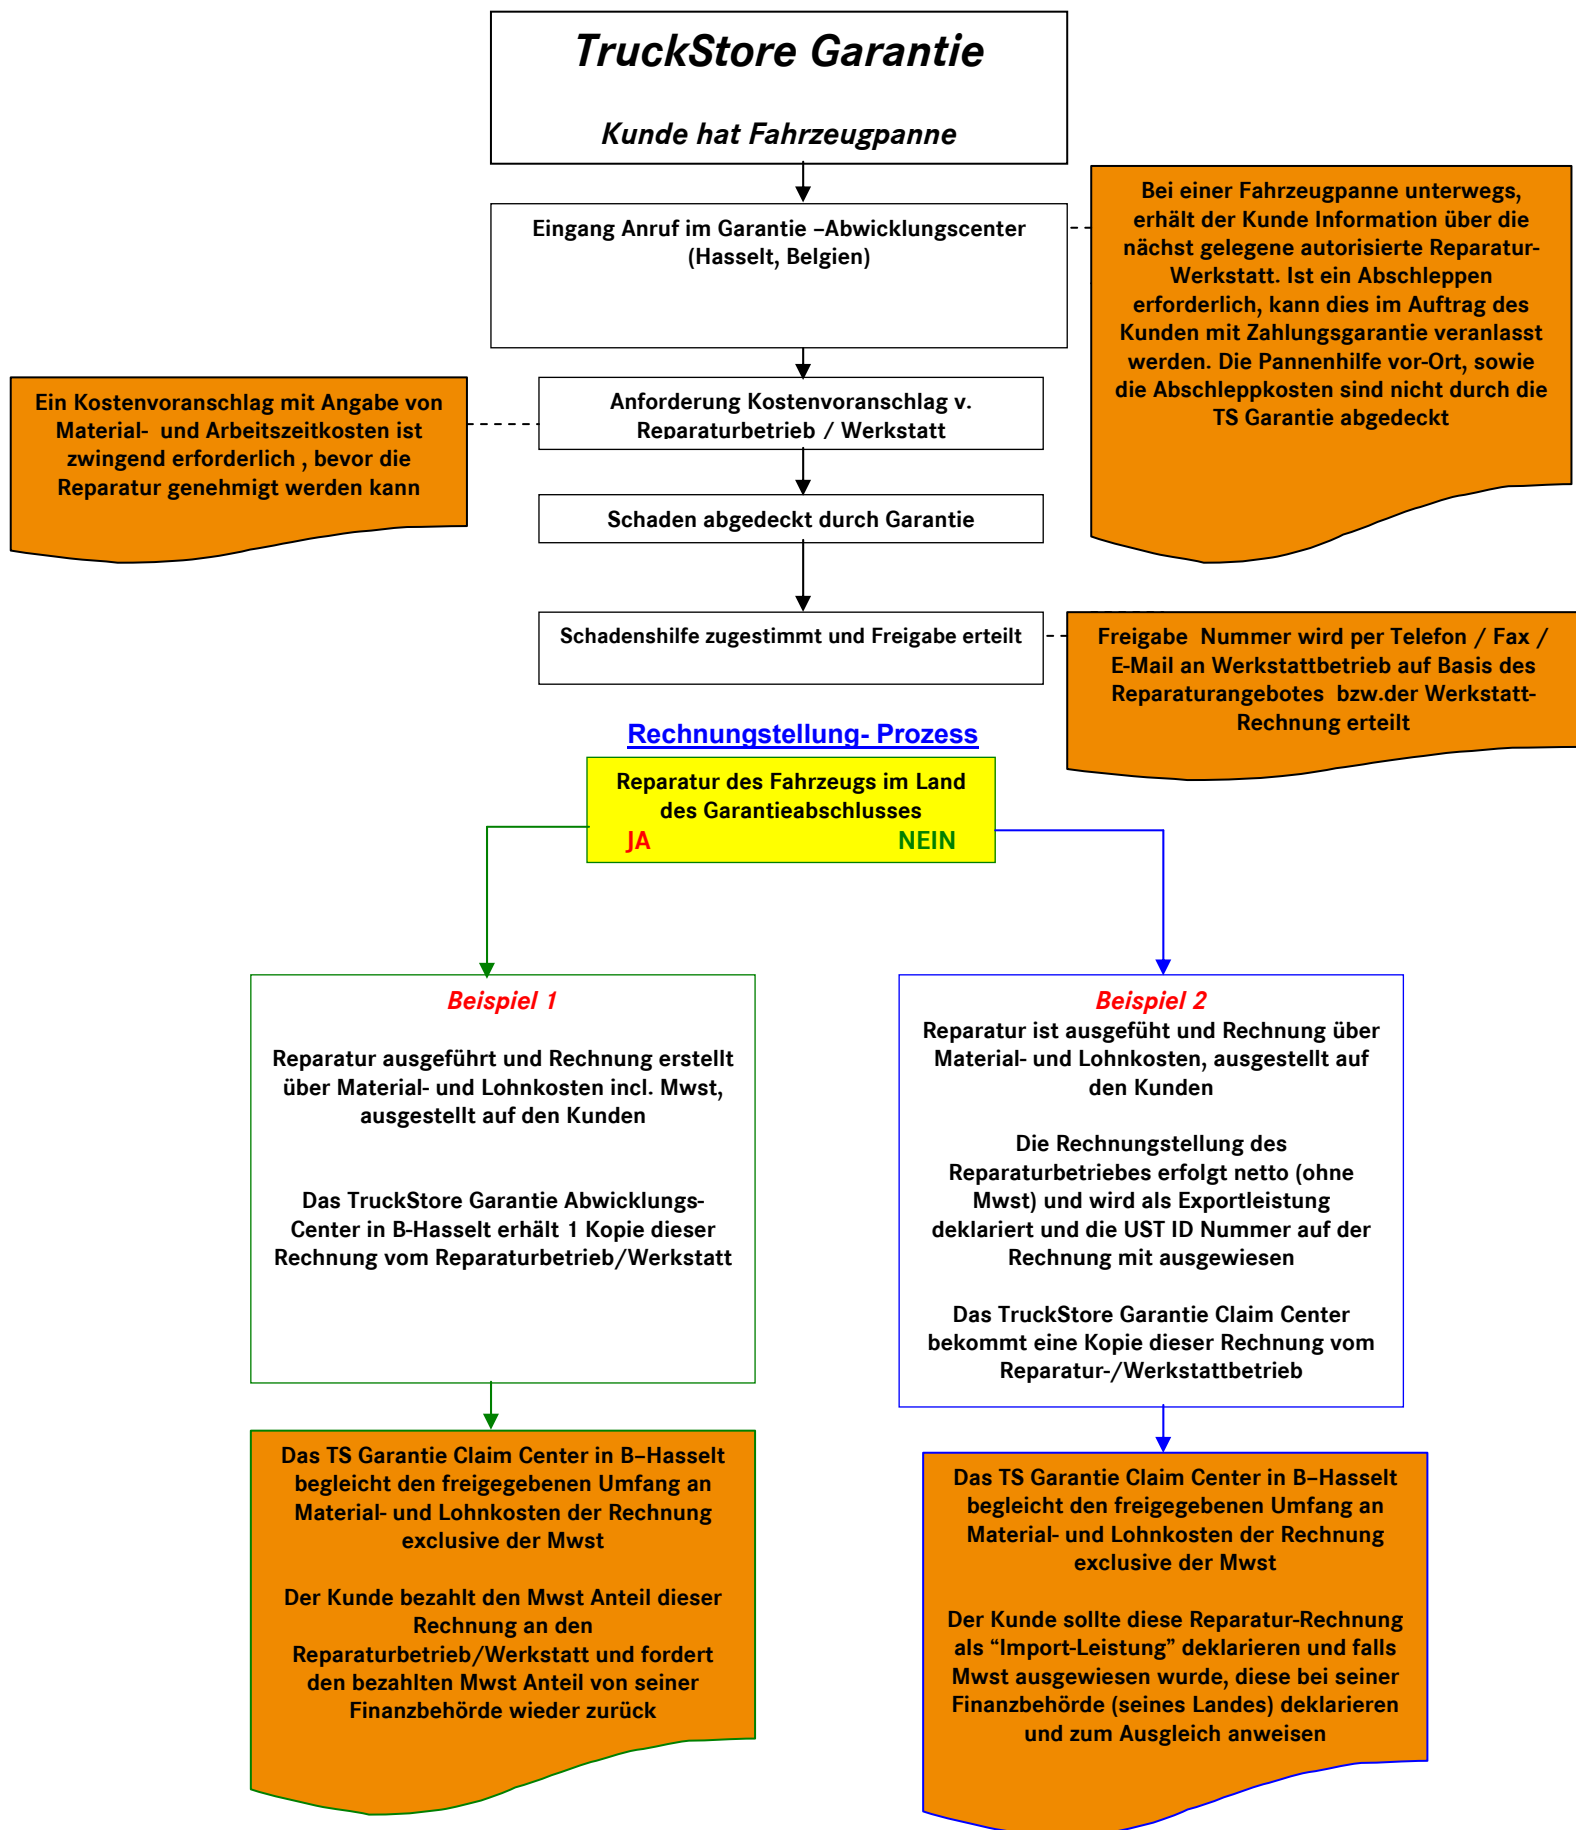 TruckStore Garantie
Kunde hat Fahrzeugpanne
Eingang Anruf im Garantie –Abwicklungscenter
(Hasselt, Belgien)
Bei einer Fahrzeugpanne unterwegs,
erhält der Kunde Information über die
nächst gelegene autorisierte Reparatur-
Werkstatt. Ist ein Abschleppen
erforderlich, kann dies im Auftrag des
Kunden mit Zahlungsgarantie veranlasst
werden. Die Pannenhilfe vor-Ort, sowie
die Abschleppkosten sind nicht durch die
TS Garantie abgedeckt
Ein Kostenvoranschlag mit Angabe von
Material- und Arbeitszeitkosten ist
zwingend erforderlich , bevor die
Reparatur genehmigt werden kann
Anforderung Kostenvoranschlag v.
Reparaturbetrieb / Werkstatt
Schaden abgedeckt durch Garantie
Schadenshilfe zugestimmt und Freigabe erteilt
Freigabe Nummer wird per Telefon / Fax /
E-Mail an Werkstattbetrieb auf Basis des
Reparaturangebotes bzw.der Werkstatt-
Rechnung erteilt
Rechnungstellung- Prozess
Reparatur des Fahrzeugs im Land
des Garantieabschlusses
JA NEIN
Beispiel 1
Reparatur ausgeführt und Rechnung erstellt
über Material- und Lohnkosten incl. Mwst,
ausgestellt auf den Kunden
Das TruckStore Garantie Abwicklungs-
Center in B-Hasselt erhält 1 Kopie dieser
Rechnung vom Reparaturbetrieb/Werkstatt
Beispiel 2
Reparatur ist ausgefüht und Rechnung über
Material- und Lohnkosten, ausgestellt auf
den Kunden
Die Rechnungstellung des
Reparaturbetriebes erfolgt netto (ohne
Mwst) und wird als Exportleistung
deklariert und die UST ID Nummer auf der
Rechnung mit ausgewiesen
Das TruckStore Garantie Claim Center
bekommt eine Kopie dieser Rechnung vom
Reparatur-/Werkstattbetrieb
Das TS Garantie Claim Center in B–Hasselt
begleicht den freigegebenen Umfang an
Material- und Lohnkosten der Rechnung
exclusive der Mwst
Der Kunde bezahlt den Mwst Anteil dieser
Rechnung an den
Reparaturbetrieb/Werkstatt und fordert
den bezahlten Mwst Anteil von seiner
Finanzbehörde wieder zurück
Das TS Garantie Claim Center in B–Hasselt
begleicht den freigegebenen Umfang an
Material- und Lohnkosten der Rechnung
exclusive der Mwst
Der Kunde sollte diese Reparatur-Rechnung
als “Import-Leistung” deklarieren und falls
Mwst ausgewiesen wurde, diese bei seiner
Finanzbehörde (seines Landes) deklarieren
und zum Ausgleich anweisen